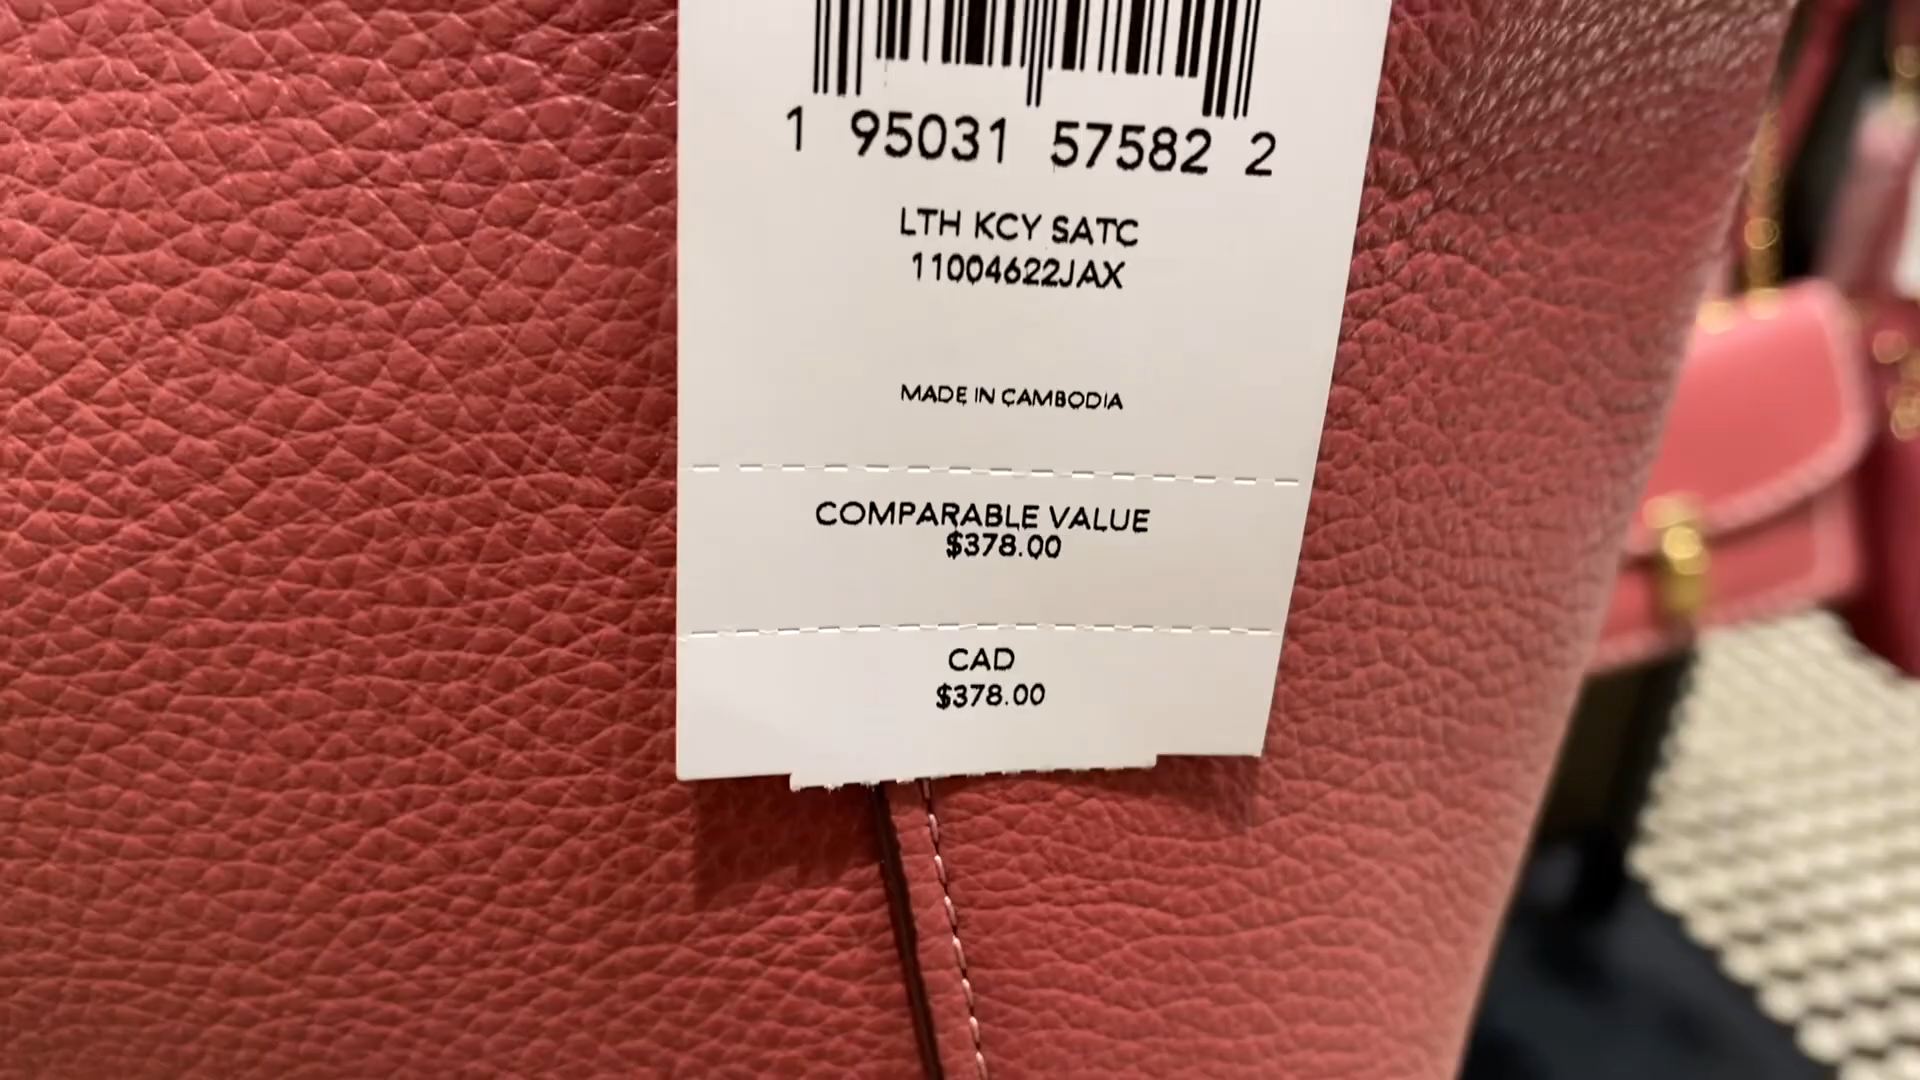 1 95031 57582 2
LTH KCY SATC
11004622JAX
MADE IN CAMBODIA
COMPARABLE VALUE
$378.00
CAD
$378.00